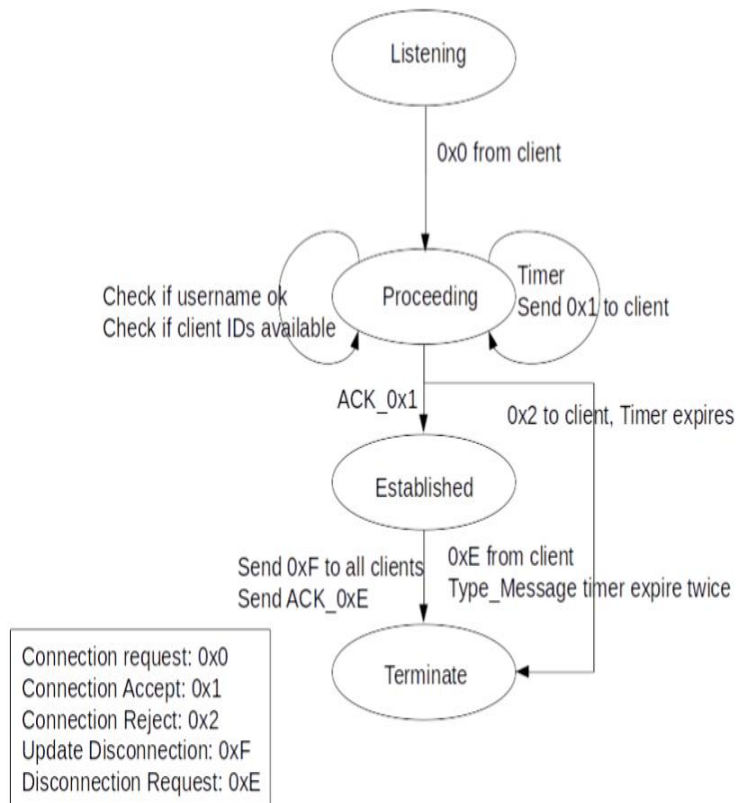 Listening
0x0 from client
Check if username ok
Check if client IDs available
Proceeding
Timer
Send 0x1 to client
ACK_0x1
0x2 to client, Timer expires
Established
Send 0xF to all clients
Send ACK_0xE
0xE from client
Type_Message timer expire twice
Terminate
Connection request: 0x0
Connection Accept: 0x1
Connection Reject: 0x2
Update Disconnection: 0xF
Disconnection Request: 0xE